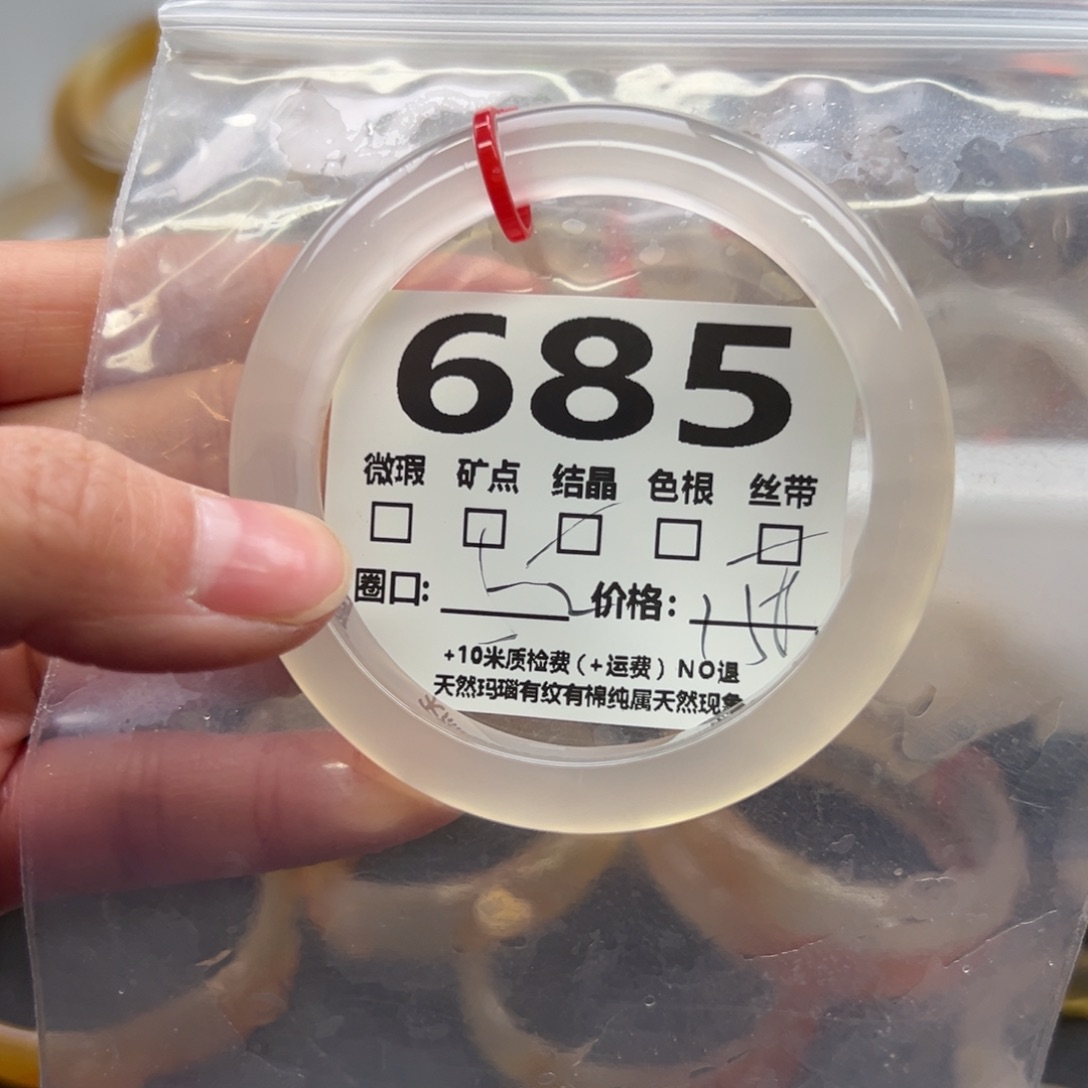 685
微瑕 矿点 结晶 色根 丝带
圈口: 价格:
+10米质检费(+运费) NO退
天然玛瑙有纹有棉纯属天然现象